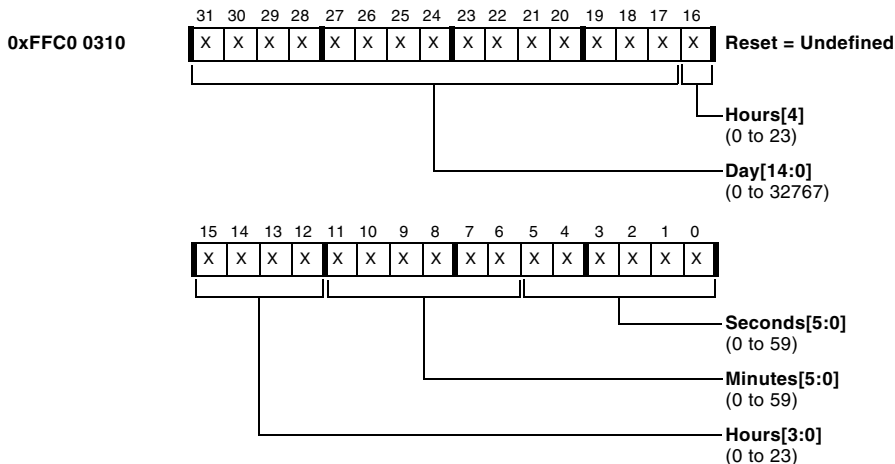 31 30 29 28 27 26 25 24 23 22 21 20 19 18 17 16
0xFFC0 0310 X X X X X X X X X X X X X X X X Reset = Undefined
Hours[4]
(0 to 23)
Day[14:0]
(0 to 32767)
15 14 13 12 11 10 9 8 7 6 5 4 3 2 1 0
X X X X X X X X X X X X X X X X
Seconds[5:0]
(0 to 59)
Minutes[5:0]
(0 to 59)
Hours[3:0]
(0 to 23)